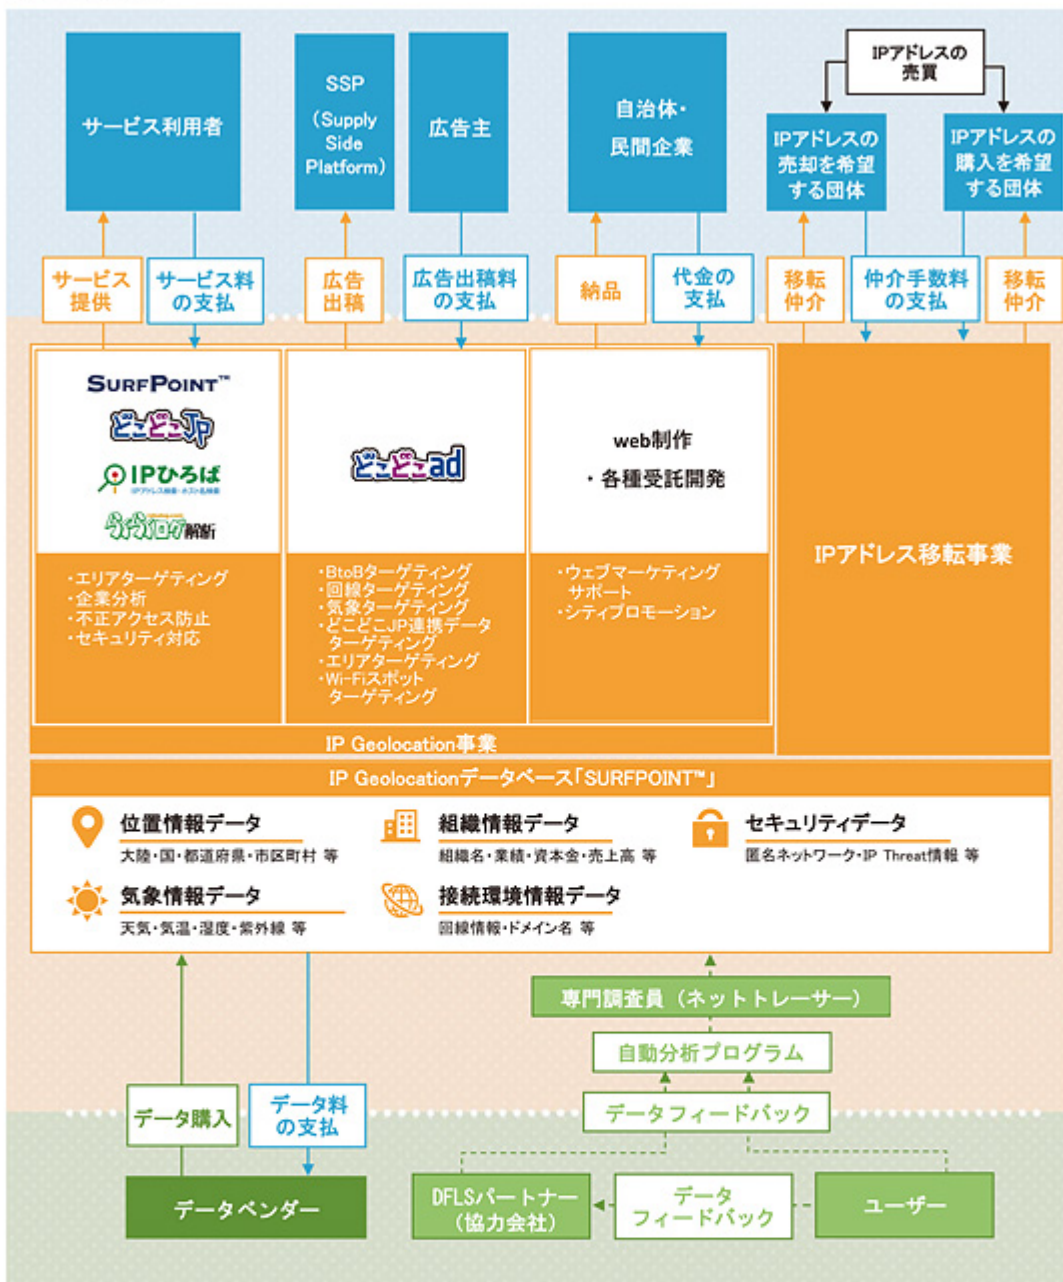 IPアドレスの
売買
サービス利用者
SSP
(Supply
Side
Platform)
広告主
自治体・
民間企業
IPアドレスの
売却を希望
する団体
IPアドレスの
購入を希望
する団体
サービス
提供
サービス料
の支払
広告
出稿
広告出稿料
の支払
納品
代金の
支払
移転
仲介
仲介手数料
の支払
移転
仲介
SURFPOINT™
どこどこJP
IPひろば
IPアドレス検索・ホスト名検索
らくらくログ解析
どこどこad
web制作
・各種受託開発
IPアドレス移転事業
・エリアターゲティング
・企業分析
・不正アクセス防止
・セキュリティ対応
・BtoBターゲティング
・回線ターゲティング
・気象ターゲティング
・どこどこJP連携データ
ターゲティング
・エリアターゲティング
・Wi-Fiスポット
ターゲティング
・ウェブマーケティング
サポート
・シティプロモーション
IP Geolocation事業
IP Geolocationデータベース「SURFPOINT™」
位置情報データ
大陸・国・都道府県・市区町村 等
組織情報データ
組織名・業績・資本金・売上高 等
セキュリティデータ
匿名ネットワーク・IP Threat情報 等
気象情報データ
天気・気温・湿度・紫外線 等
接続環境情報データ
回線情報・ドメイン名 等
専門調査員（ネットトレーサー）
自動分析プログラム
データフィードバック
データ購入
データ料
の支払
データベンダー
DFLSパートナー
（協力会社）
データ
フィードバック
ユーザー